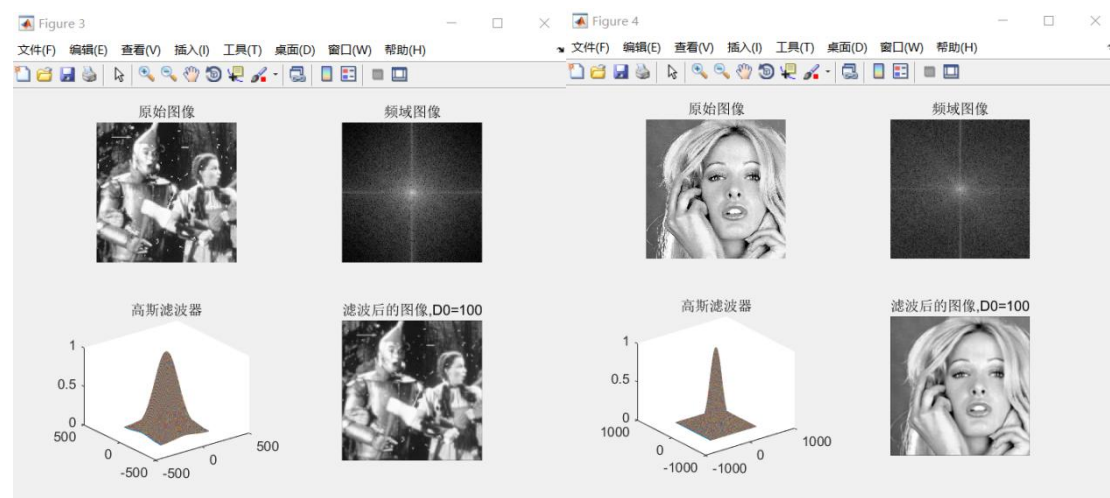 Figure 3
文件(F) 编辑(E) 查看(V) 插入(I) 工具(T) 桌面(D) 窗口(W) 帮助(H)
原始图像
频域图像
高斯滤波器
滤波后的图像,D0=100
1
0.5
0
500
0
-500
-500
0
500
Figure 4
文件(F) 编辑(E) 查看(V) 插入(I) 工具(T) 桌面(D) 窗口(W) 帮助(H)
原始图像
频域图像
高斯滤波器
滤波后的图像,D0=100
1
0.5
0
1000
0
-1000
-1000
0
1000